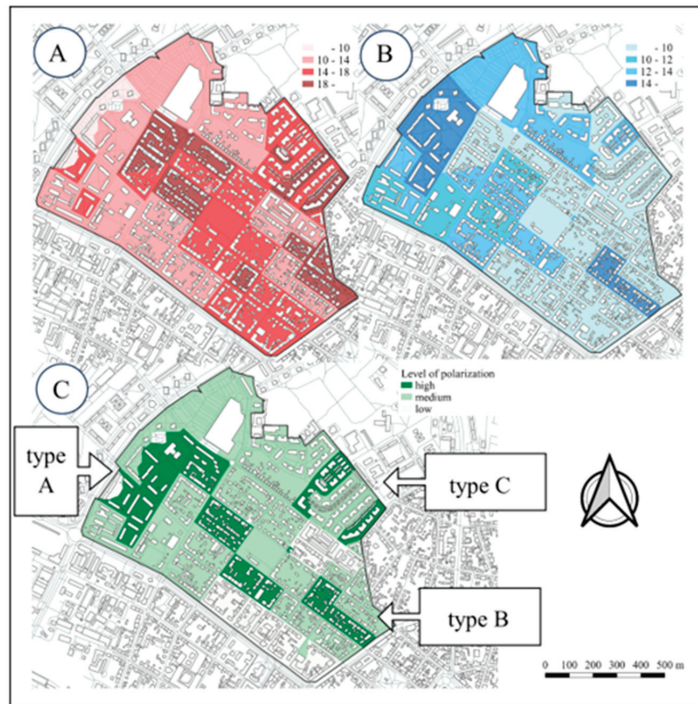 A
- 10
10 - 14
14 - 18
18 -
B
- 10
10 - 12
12 - 14
14 -
C
Level of polarization
high
medium
low
type
A
type C
type B
0 100 200 300 400 500 m